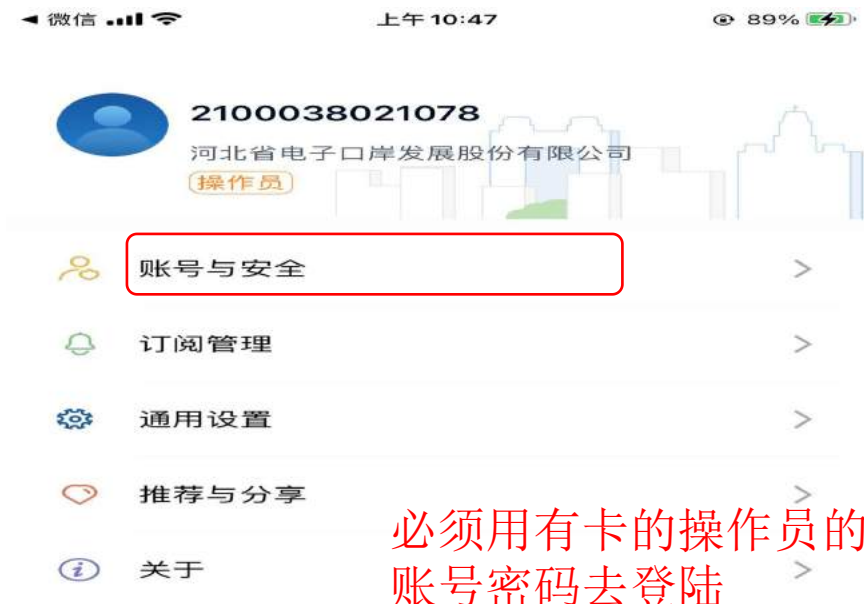 微信 上午 10:47 89%
2100038021078
河北省电子口岸发展股份有限公司
操作员
账号与安全
订阅管理
通用设置
推荐与分享
关于
必须用有卡的操作员的
账号密码去登陆